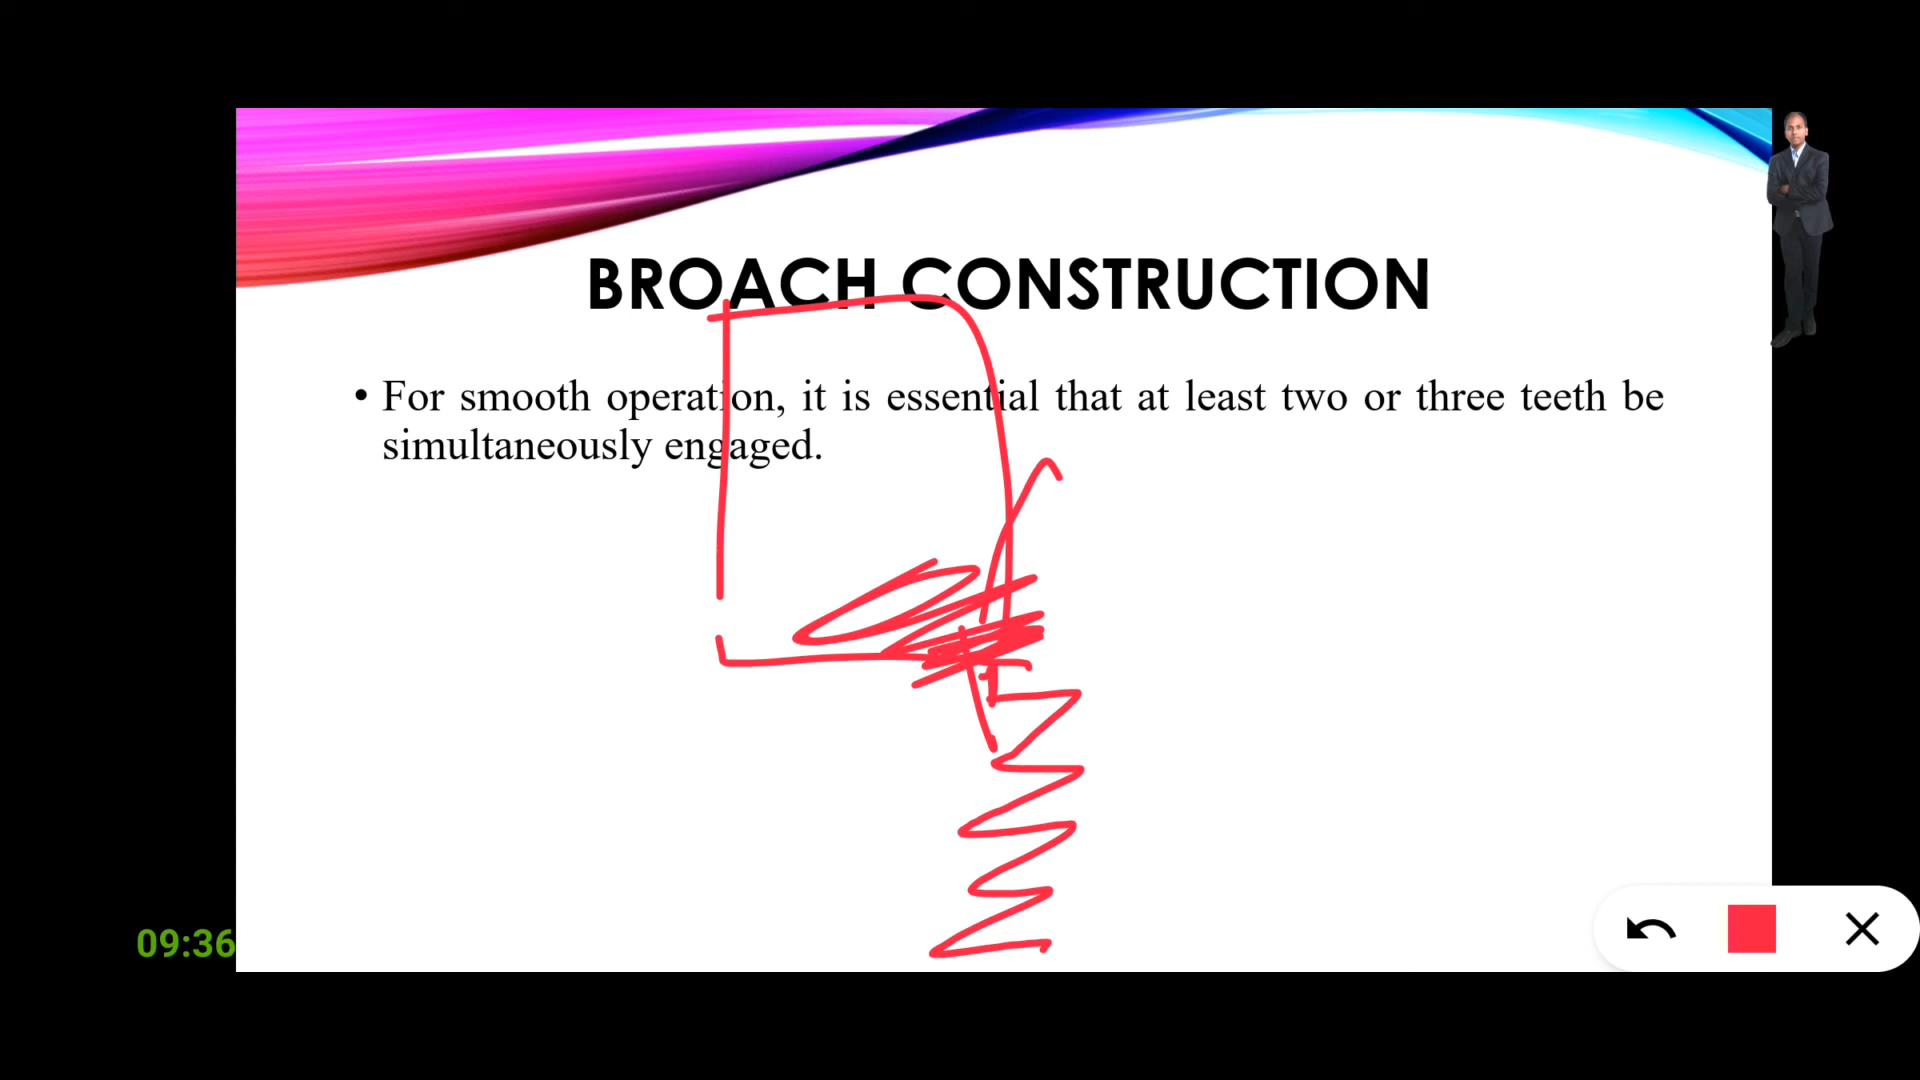 BROACH CONSTRUCTION
• For smooth operation, it is essential that at least two or three teeth be
simultaneously engaged.
09:36